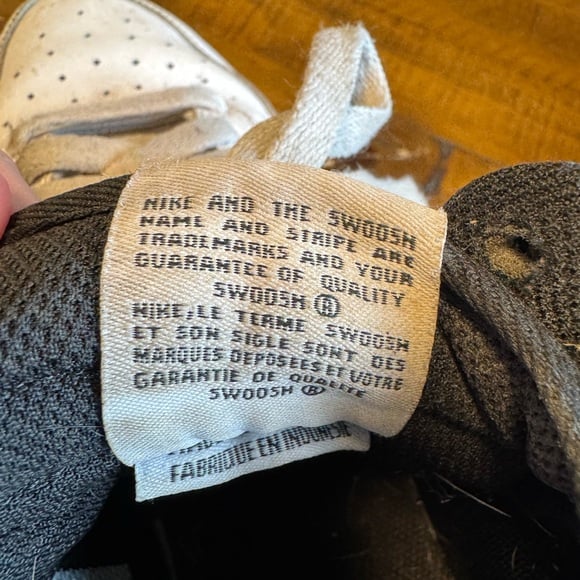 NIKE AND THE SWOOSH
NAME AND STRIPE ARE
TRADEMARKS AND YOUR
GUARANTEE OF QUALITY
SWOOSH ®
NIKE, LE TERME SWOOSH
ET SON SIGLE SONT DES
MARQUES DEPOSÉES ET VOTRE
GARANTIE DE QUALITE
SWOOSH ®
FABRIQUE EN INDONESIE